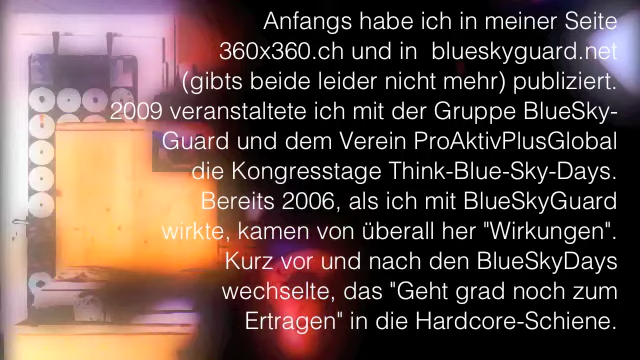 Anfangs habe ich in meiner Seite
360x360.ch und in blueskyguard.net
(gibts beide leider nicht mehr) publiziert.
2009 veranstaltete ich mit der Gruppe BlueSky-
Guard und dem Verein ProAktivPlusGlobal
die Kongresstage Think-Blue-Sky-Days.
Bereits 2006, als ich mit BlueSkyGuard
wirkte, kamen von überall her "Wirkungen".
Kurz vor und nach den BlueSkyDays
wechselte, das "Geht grad noch zum
Ertragen" in die Hardcore-Schiene.